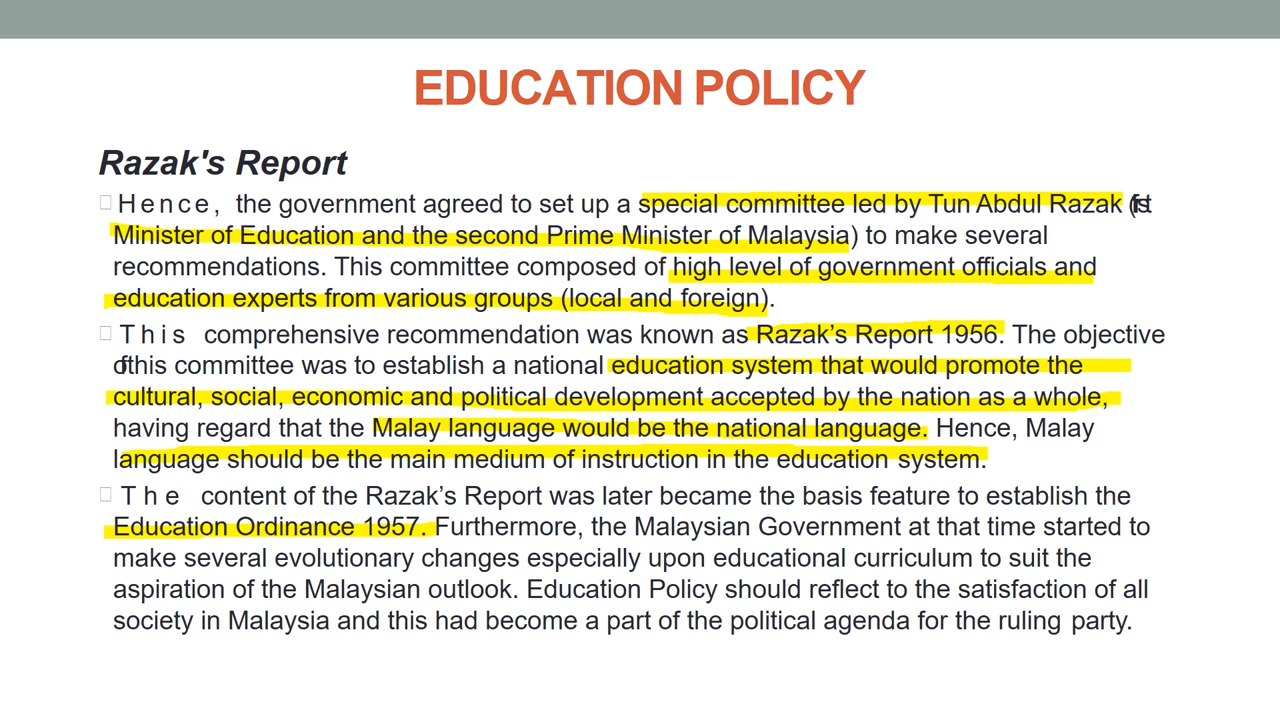 EDUCATION POLICY
Razak's Report
Hence, the government agreed to set up a special committee led by Tun Abdul Razak (
Minister of Education and the second Prime Minister of Malaysia) to make several
recommendations. This committee composed of high level of government officials and
education experts from various groups (local and foreign).
This comprehensive recommendation was known as Razak’s Report 1956. The objective
of this committee was to establish a national education system that would promote the
cultural, social, economic and political development accepted by the nation as a whole,
having regard that the Malay language would be the national language. Hence, Malay
language should be the main medium of instruction in the education system.
The content of the Razak’s Report was later became the basis feature to establish the
Education Ordinance 1957. Furthermore, the Malaysian Government at that time started to
make several evolutionary changes especially upon educational curriculum to suit the
aspiration of the Malaysian outlook. Education Policy should reflect to the satisfaction of all
society in Malaysia and this had become a part of the political agenda for the ruling party.